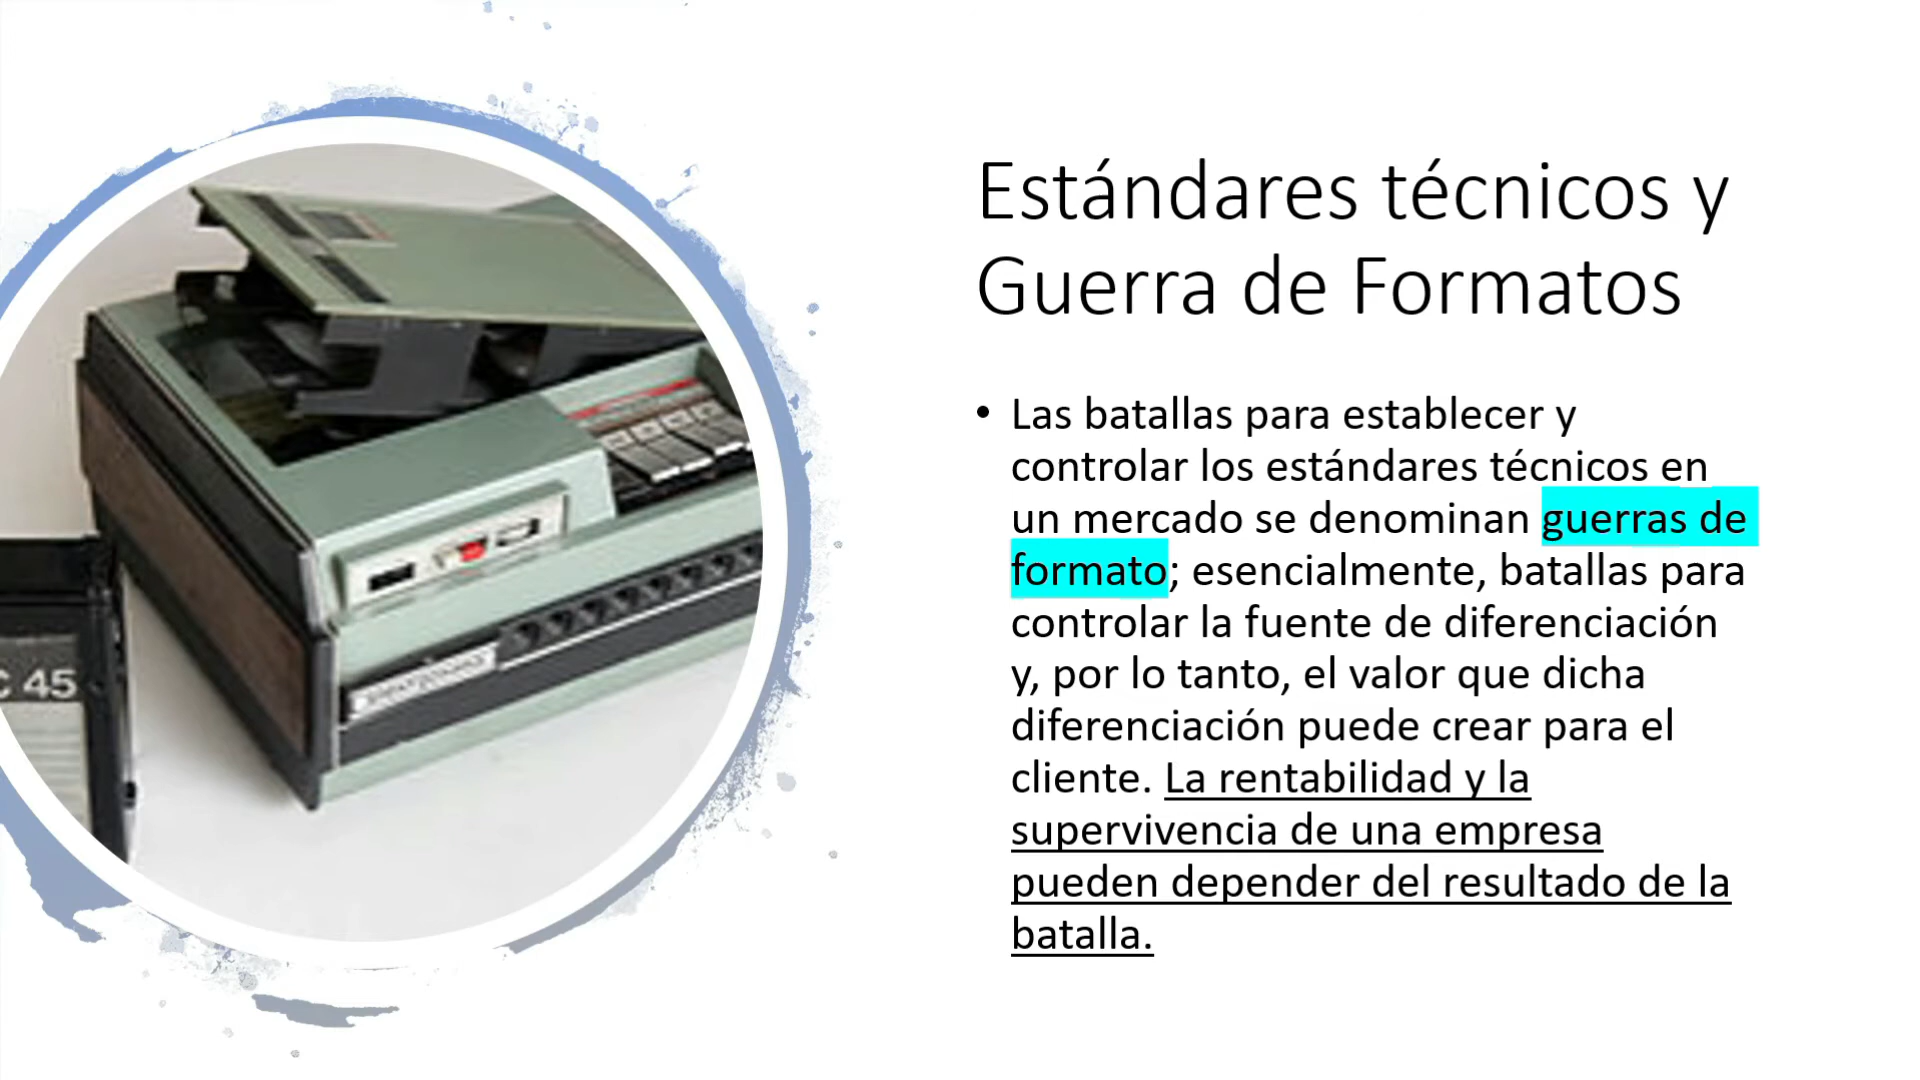 Estándares técnicos y
Guerra de Formatos
• Las batallas para establecer y
controlar los estándares técnicos en
un mercado se denominan guerras de
formato; esencialmente, batallas para
controlar la fuente de diferenciación
y, por lo tanto, el valor que dicha
diferenciación puede crear para el
cliente. La rentabilidad y la
supervivencia de una empresa
pueden depender del resultado de la
batalla.
C 45